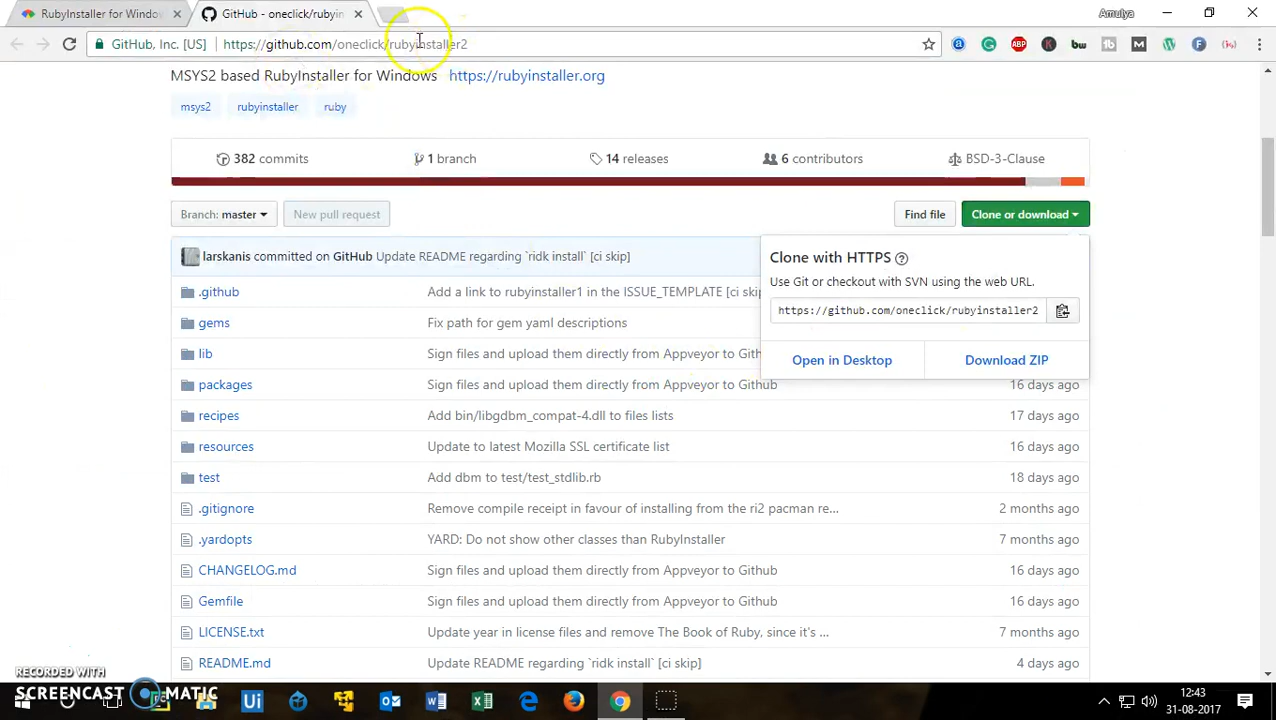 RubyInstaller for Window
GitHub - oneclick/rubyin
Amulya
GitHub, Inc. [US]
https://github.com/oneclick/rubyinstaller2
MSYS2 based RubyInstaller for Windows https://rubyinstaller.org
msys2 rubyinstaller ruby
382 commits 1 branch 14 releases 6 contributors BSD-3-Clause
Branch: master New pull request Find file Clone or download
larskanis committed on GitHub Update README regarding `ridk install` [ci skip]
Clone with HTTPS
Use Git or checkout with SVN using the web URL.
https://github.com/oneclick/rubyinstaller2
Open in Desktop Download ZIP
.github Add a link to rubyinstaller1 in the ISSUE_TEMPLATE [ci skip
gems Fix path for gem yaml descriptions
lib Sign files and upload them directly from Appveyor to Gith
packages Sign files and upload them directly from Appveyor to Github 16 days ago
recipes Add bin/libgdbm_compat-4.dll to files lists 17 days ago
resources Update to latest Mozilla SSL certificate list 16 days ago
test Add dbm to test/test_stdlib.rb 18 days ago
.gitignore Remove compile receipt in favour of installing from the ri2 pacman re... 2 months ago
.yardopts YARD: Do not show other classes than RubyInstaller 7 months ago
CHANGELOG.md Sign files and upload them directly from Appveyor to Github 16 days ago
Gemfile Sign files and upload them directly from Appveyor to Github 16 days ago
LICENSE.txt Update year in license files and remove The Book of Ruby, since it's ... 7 months ago
README.md Update README regarding `ridk install` [ci skip] 4 days ago
RECORDED WITH
SCREENCAST MATIC
12:43
31-08-2017